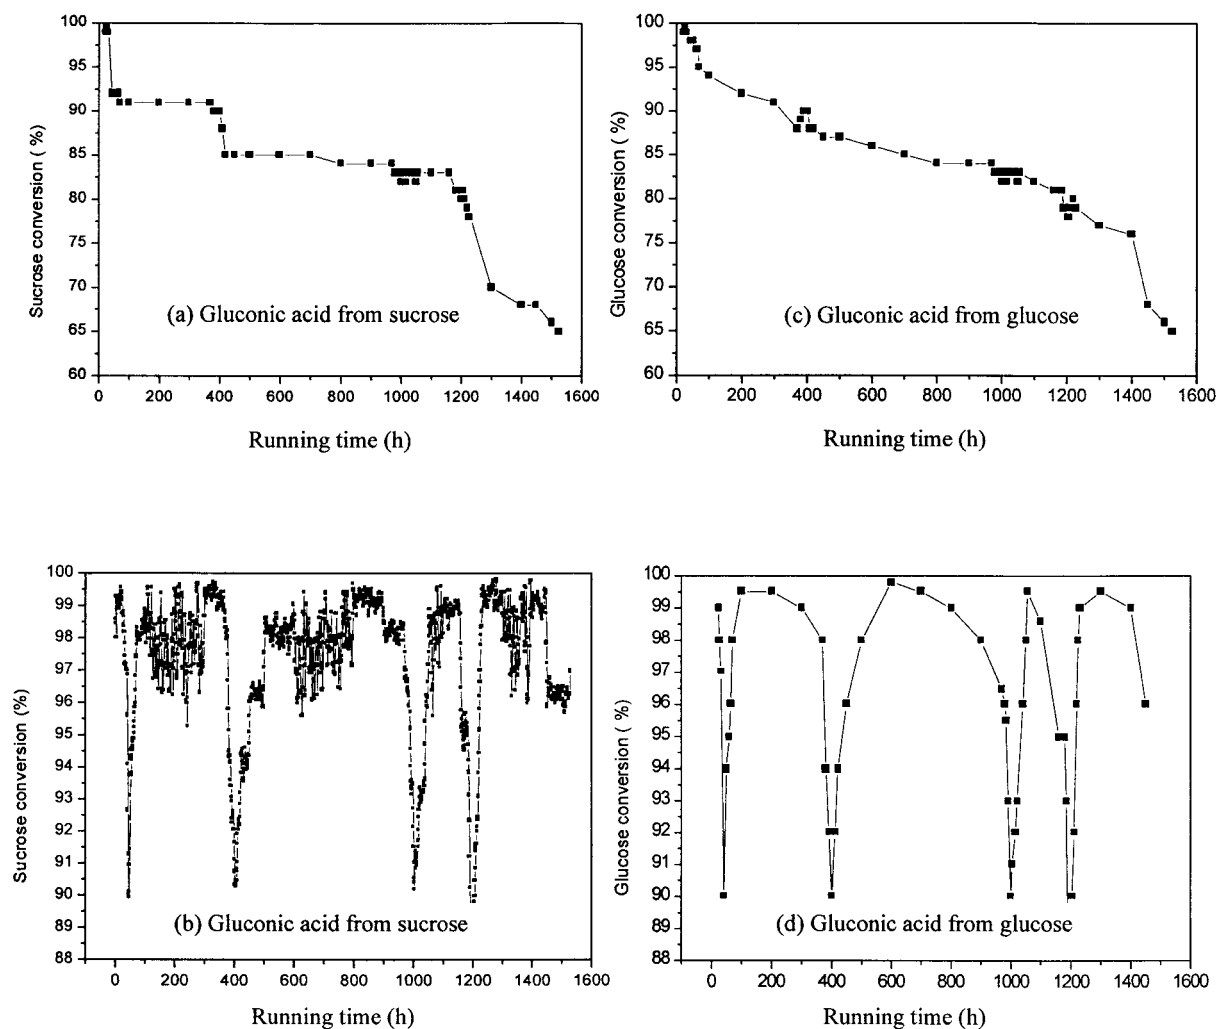 100
95
90
85
80
75
70
65
60
Sucrose conversion ( %)
(a) Gluconic acid from sucrose
0 200 400 600 800 1000 1200 1400 1600
Running time (h)
100
95
90
85
80
75
70
65
60
Glucose conversion ( %)
(c) Gluconic acid from glucose
0 200 400 600 800 1000 1200 1400 1600
Running time (h)
100
99
98
97
96
95
94
93
92
91
90
89
88
Sucrose conversion (%)
(b) Gluconic acid from sucrose
0 200 400 600 800 1000 1200 1400 1600
Running time (h)
100
99
98
97
96
95
94
93
92
91
90
89
88
Glucose conversion ( %)
(d) Gluconic acid from glucose
0 200 400 600 800 1000 1200 1400 1600
Running time (h)